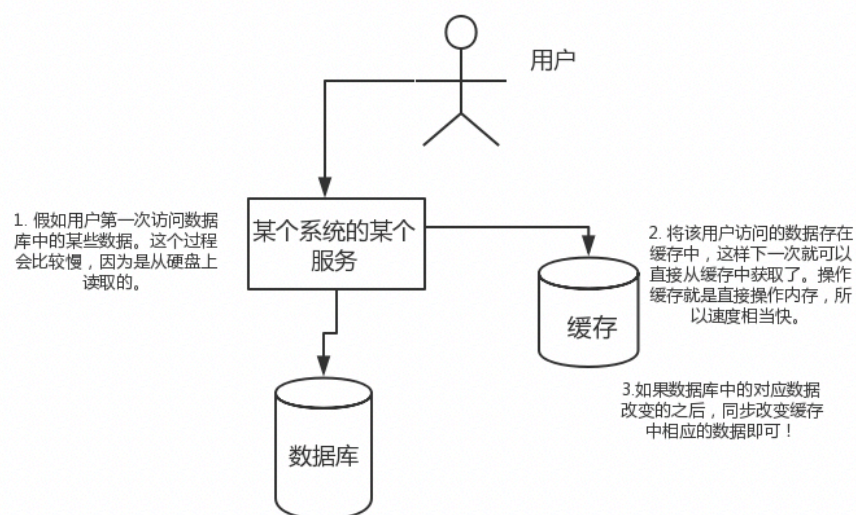 用户
1. 假如用户第一次访问数据
库中的某些数据。这个过程
会比较慢，因为是从硬盘上
读取的。
某个系统的某个
服务
2. 将该用户访问的数据存在
缓存中，这样下一次就可以
直接从缓存中获取了。操作
缓存就是直接操作内存，所
以速度相当快。
缓存
3.如果数据库中的对应数据
改变的之后，同步改变缓存
中相应的数据即可！
数据库